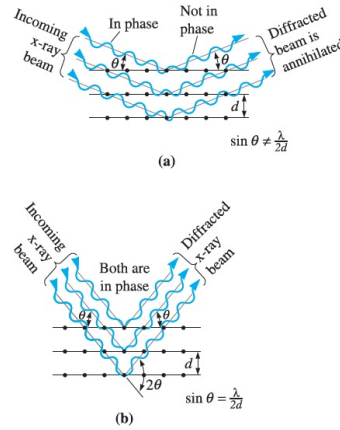 Incoming
x-ray
beam
In phase
Not in
phase
Diffracted
beam is
annihilated
θ
θ
d
sin θ ≠ λ/2d
(a)
Incoming
x-ray
beam
Both are
in phase
Diffracted
x-ray
beam
θ
θ
d
2θ
sin θ = λ/2d
(b)